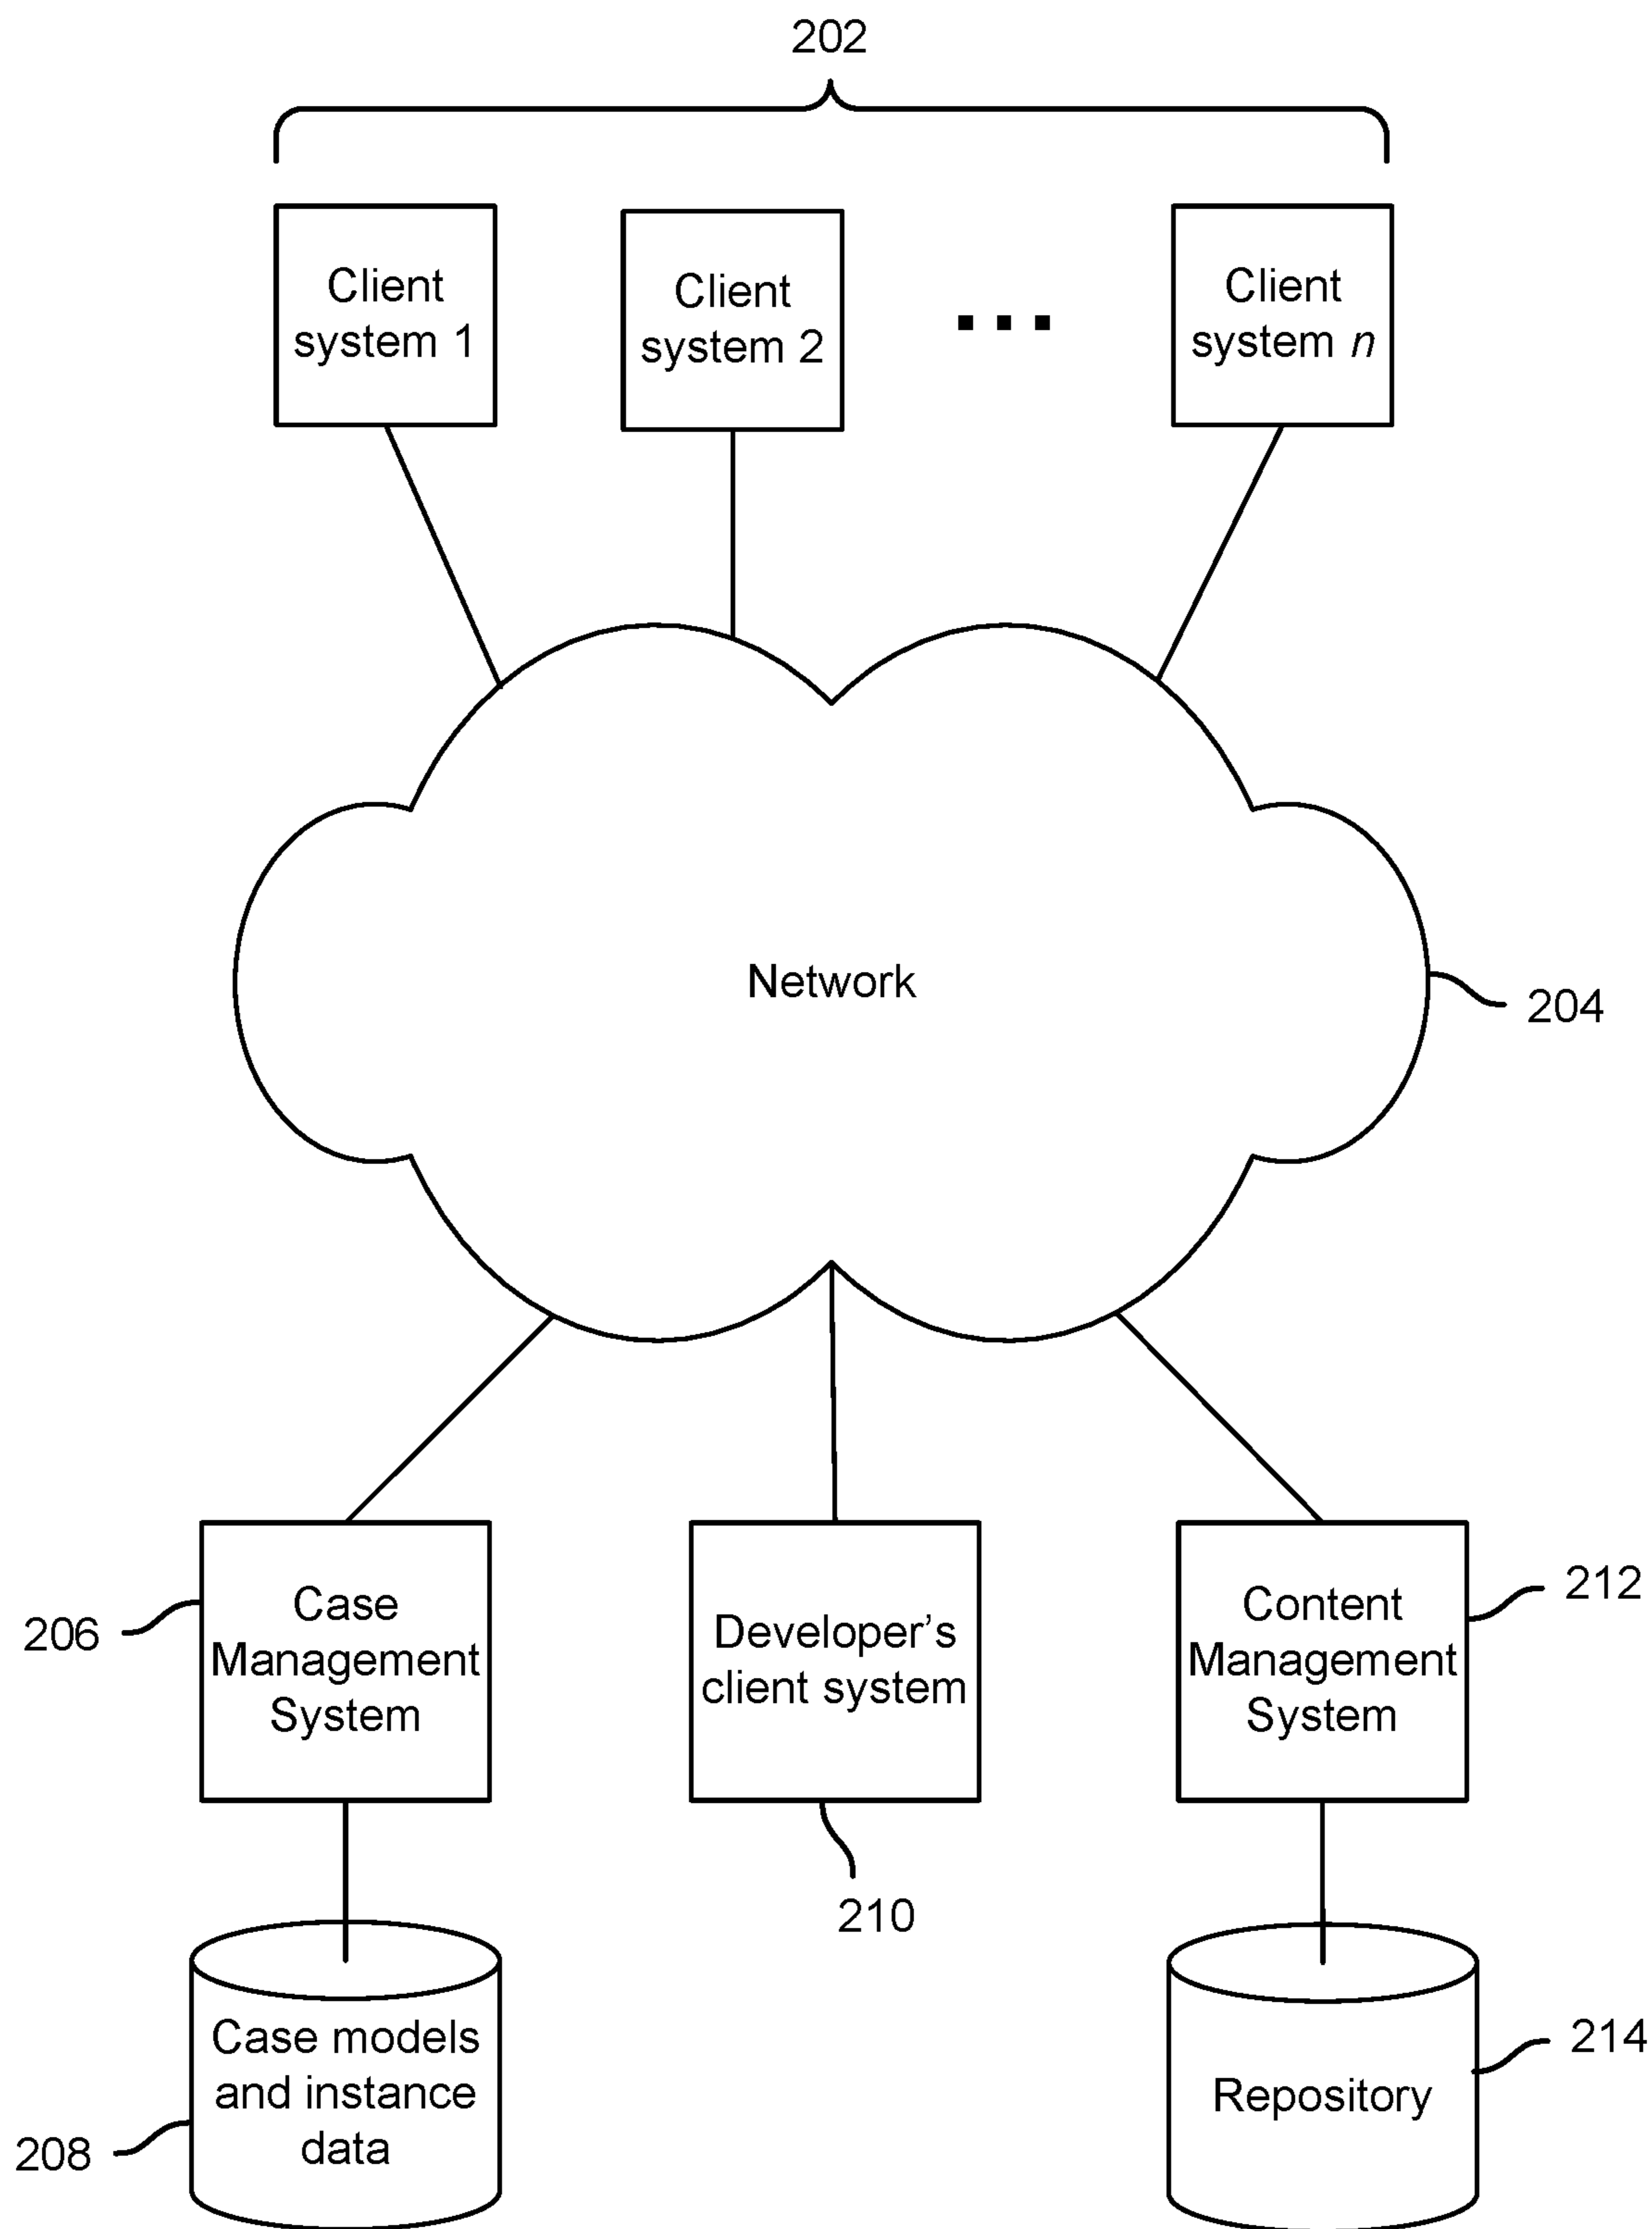 202
Client
system 1
Client
system 2
...
Client
system n
Network
204
206
Case
Management
System
Developer's
client system
210
Content
Management
System
212
Case models
and instance
data
208
Repository
214